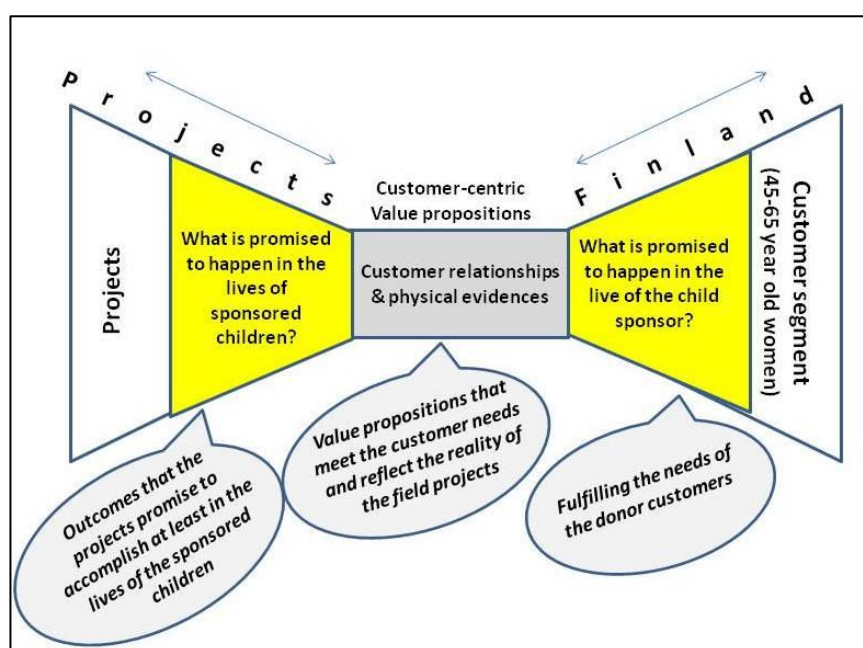 P r o j e c t s
F i n l a n d
Customer-centric
Value propositions
Projects
What is promised
to happen in the
lives of
sponsored
children?
Customer relationships
& physical evidences
What is promised
to happen in the
live of the child
sponsor?
Customer segment
(45-65 year old women)
Outcomes that the
projects promise to
accomplish at least in the
lives of the sponsored
children
Value propositions that
meet the customer needs
and reflect the reality of
the field projects
Fulfilling the needs of
the donor customers